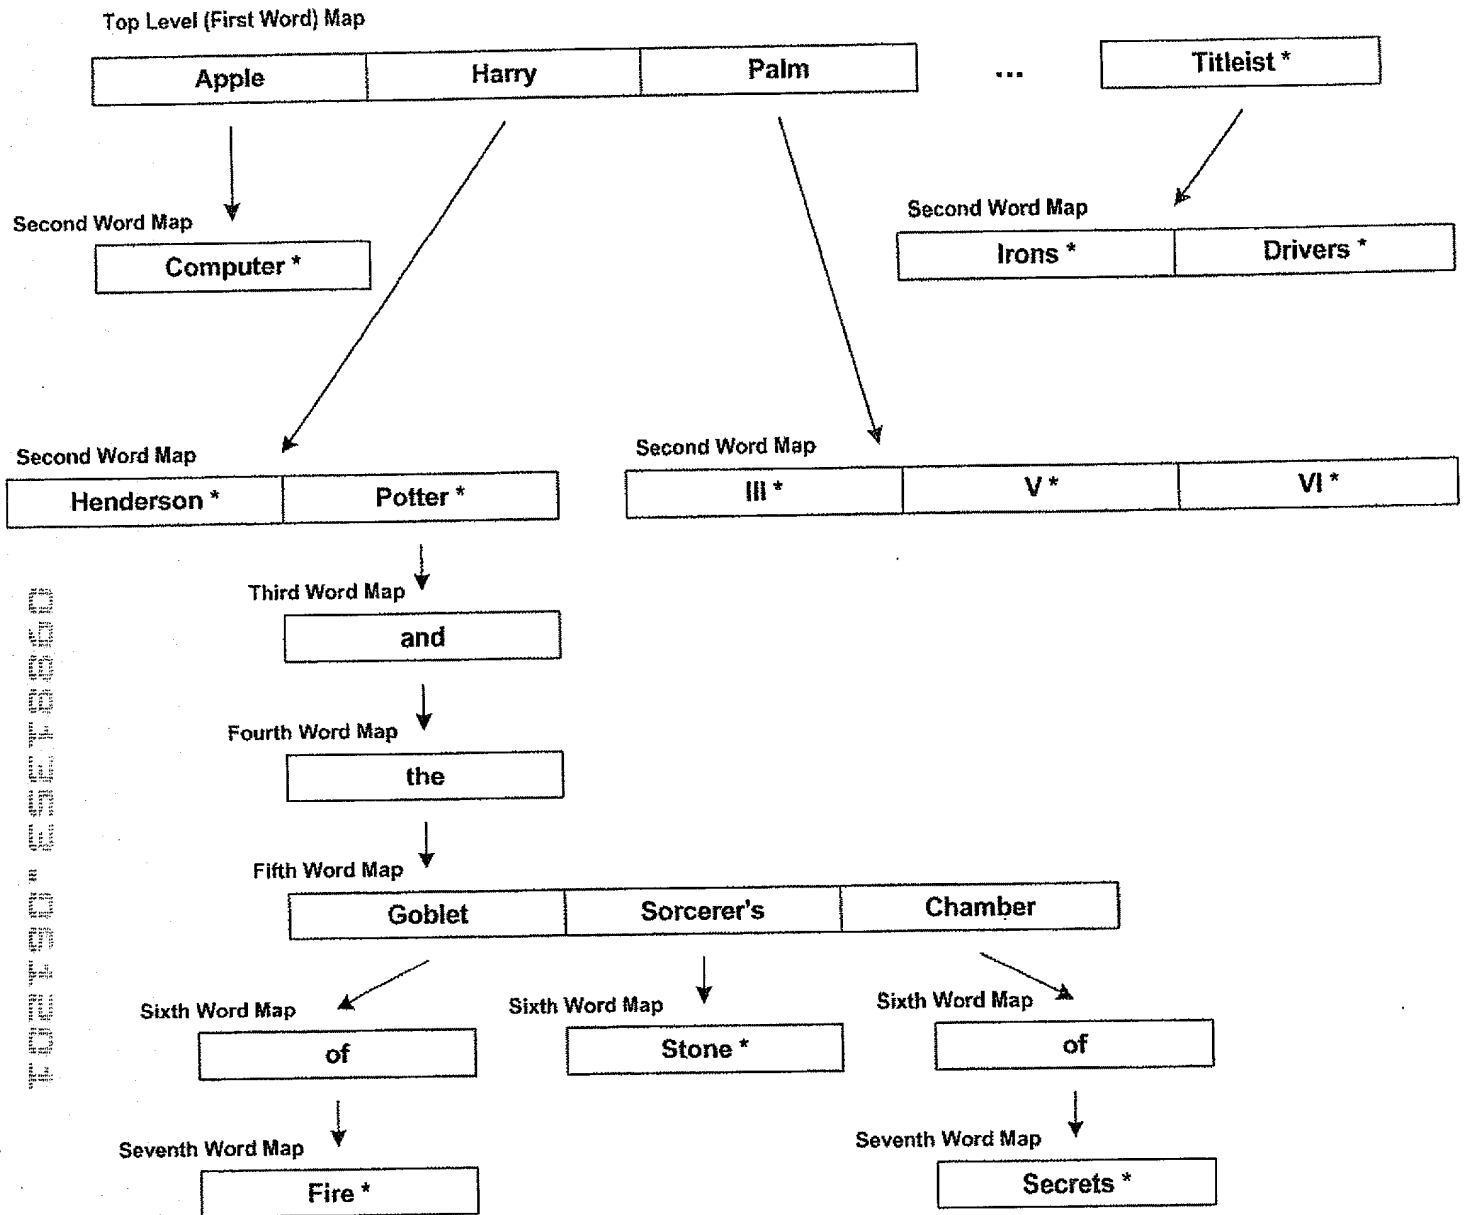 Top Level (First Word) Map
Apple Harry Palm ... Titleist *
Second Word Map Second Word Map
Computer * Irons * Drivers *
Second Word Map Second Word Map
Henderson * Potter * III * V * VI *
Third Word Map
and
Fourth Word Map
the
Fifth Word Map
Goblet Sorcerer's Chamber
Sixth Word Map Sixth Word Map Sixth Word Map
of Stone * of
Seventh Word Map Seventh Word Map
Fire * Secrets *